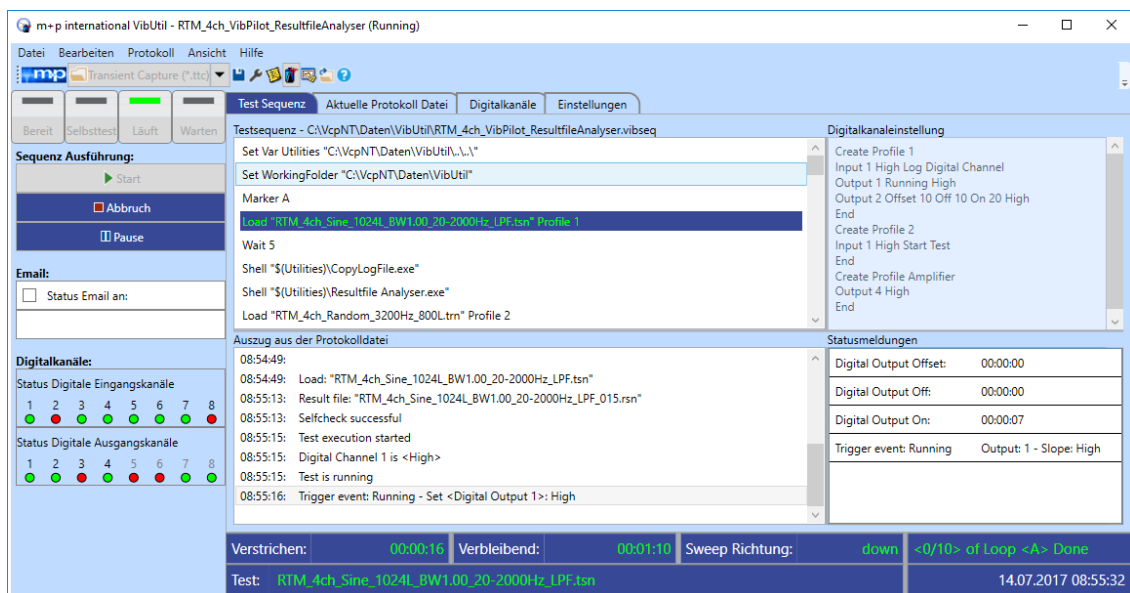 m+p international VibUtil - RTM_4ch_VibPilot_ResultfileAnalyser (Running)
Datei Bearbeiten Protokoll Ansicht Hilfe
mp Transient Capture (*.ttc)
Bereit Selbsttest Läuft Warten
Sequenz Ausführung:
Start
Abbruch
Pause
Email:
Status Email an:
Digitalkanäle:
Status Digitale Eingangskanäle
1 2 3 4 5 6 7 8
Status Digitale Ausgangskanäle
1 2 3 4 5 6 7 8
Test Sequenz Aktuelle Protokoll Datei Digitalkanäle Einstellungen
Testsequenz - C:\VcpNT\Daten\VibUtil\RTM_4ch_VibPilot_ResultfileAnalyser.vibseq
Set Var Utilities "C:\VcpNT\Daten\VibUtil\..\..\"
Set WorkingFolder "C:\VcpNT\Daten\VibUtil"
Marker A
Load "RTM_4ch_Sine_1024L_BW1.00_20-2000Hz_LPF.tsn" Profile 1
Wait 5
Shell "$(Utilities)\CopyLogFile.exe"
Shell "$(Utilities)\Resultfile Analyser.exe"
Load "RTM_4ch_Random_3200Hz_800L.trn" Profile 2
Digitalkanaleinstellung
Create Profile 1
Input 1 High Log Digital Channel
Output 1 Running High
Output 2 Offset 10 Off 10 On 20 High
End
Create Profile 2
Input 1 High Start Test
End
Create Profile Amplifier
Output 4 High
End
Auszug aus der Protokolldatei
08:54:49:
08:54:49: Load: "RTM_4ch_Sine_1024L_BW1.00_20-2000Hz_LPF.tsn"
08:55:13: Result file: "RTM_4ch_Sine_1024L_BW1.00_20-2000Hz_LPF_015.rsn"
08:55:13: Selfcheck successful
08:55:15: Test execution started
08:55:15: Digital Channel 1 is <High>
08:55:15: Test is running
08:55:16: Trigger event: Running - Set <Digital Output 1>: High
Statusmeldungen
Digital Output Offset: 00:00:00
Digital Output Off: 00:00:00
Digital Output On: 00:00:07
Trigger event: Running Output: 1 - Slope: High
Verstrichen: 00:00:16 Verbleibend: 00:01:10 Sweep Richtung: down <0/10> of Loop <A> Done
Test: RTM_4ch_Sine_1024L_BW1.00_20-2000Hz_LPF.tsn 14.07.2017 08:55:32